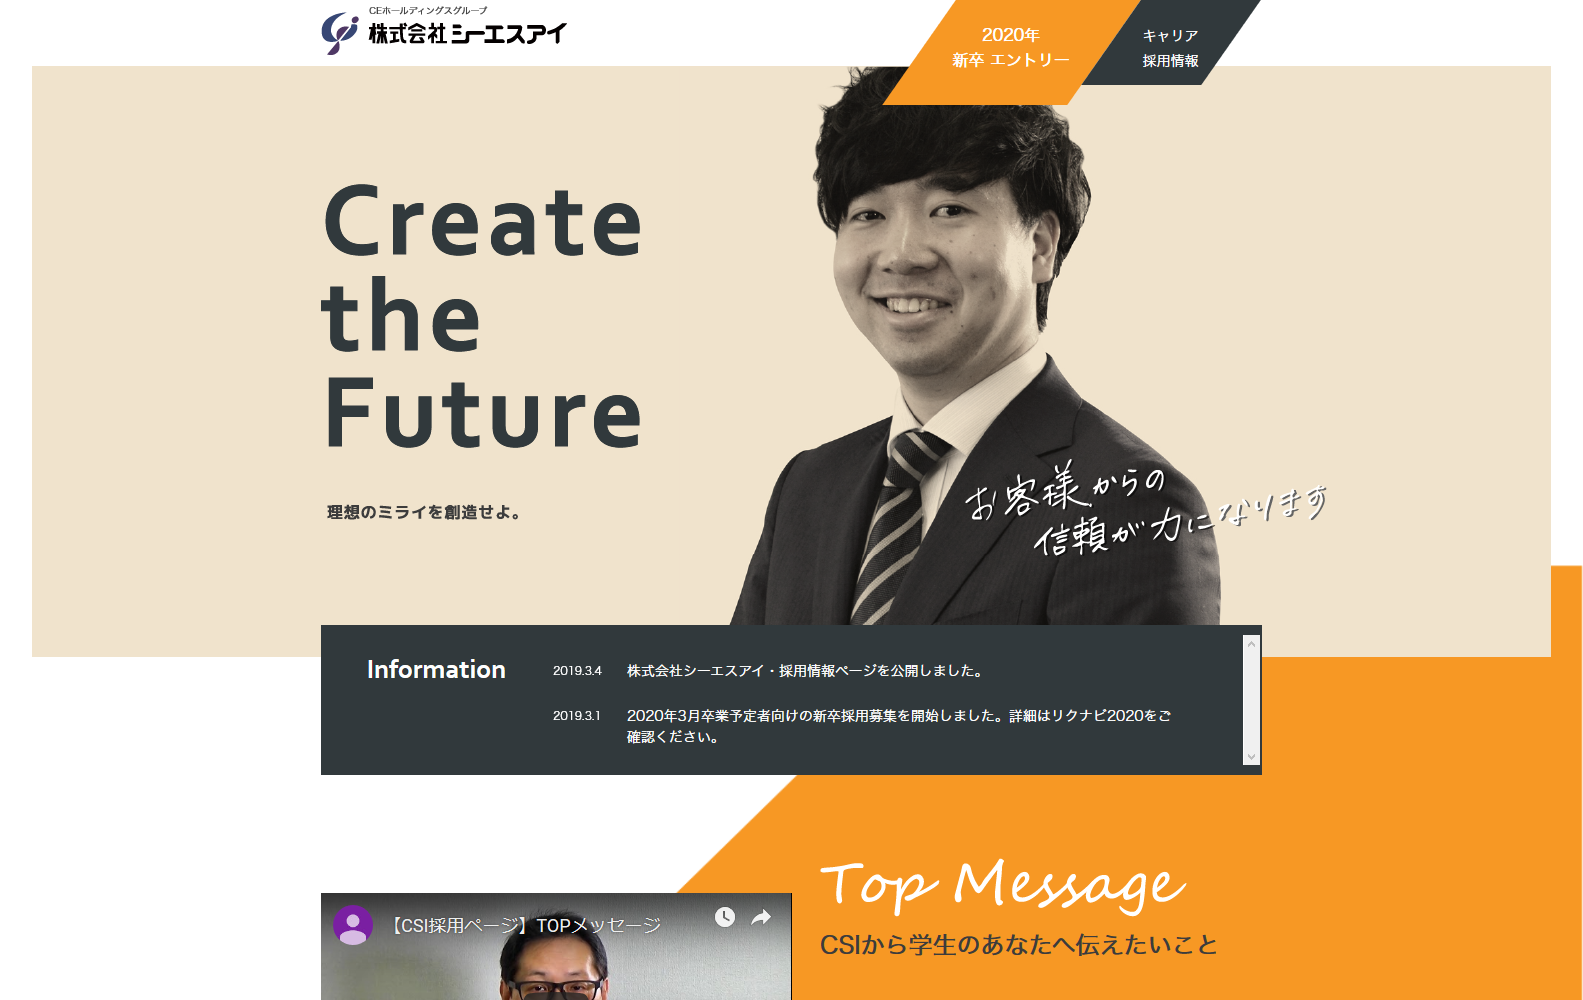 CEホールディングスグループ
株式会社シーエスアイ
2020年
新卒 エントリー
キャリア
採用情報
Create
the
Future
理想のミライを創造せよ。
お客様からの
信頼が力になります
Information
2019.3.4 株式会社シーエスアイ・採用情報ページを公開しました。
2019.3.1 2020年3月卒業予定者向けの新卒採用募集を開始しました。詳細はリクナビ2020をご
確認ください。
Top Message
CSIから学生のあなたへ伝えたいこと
【CSI採用ページ】TOPメッセージ